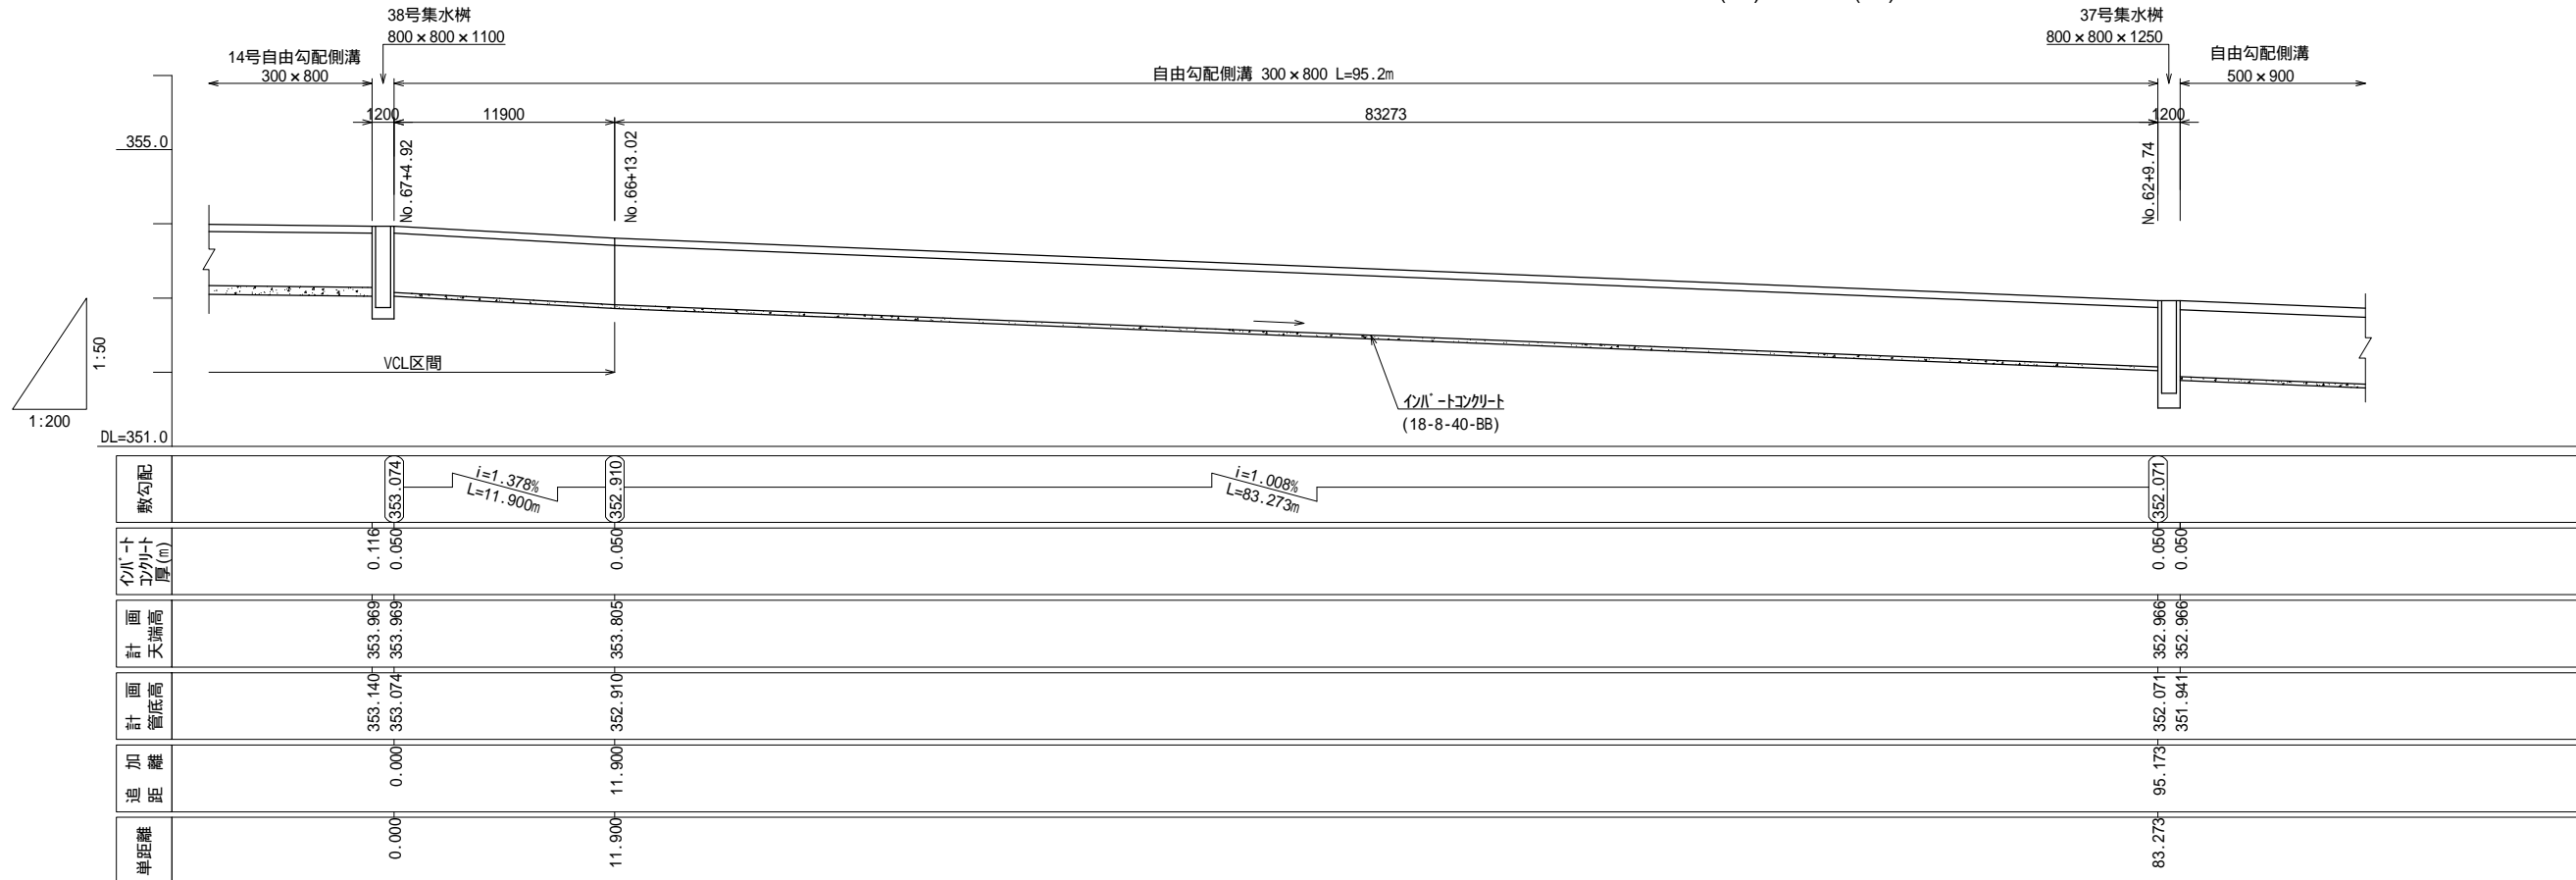 38号集水桝
800×800×1100
14号自由勾配側溝
300×800
自由勾配側溝 300×800 L=95.2m
37号集水桝
800×800×1250
自由勾配側溝
500×900
1200
11900
83273
1200
355.0
No.67+4.92
No.66+13.02
No.62+9.74
1:50
1:200
VCL区間
インバートコンクリート
(18-8-40-BB)
DL=351.0
敷勾配
353.074
i=1.378%
L=11.900m
352.910
i=1.008%
L=83.273m
352.071
インバート
コンクリート
厚(m)
0.116
0.050
0.050
0.050
0.050
計画
天端高
353.969
353.969
353.805
352.966
352.966
計画
管底高
353.140
353.074
352.910
352.071
351.941
追加
距離
0.000
11.900
95.173
単距離
0.000
11.900
83.273